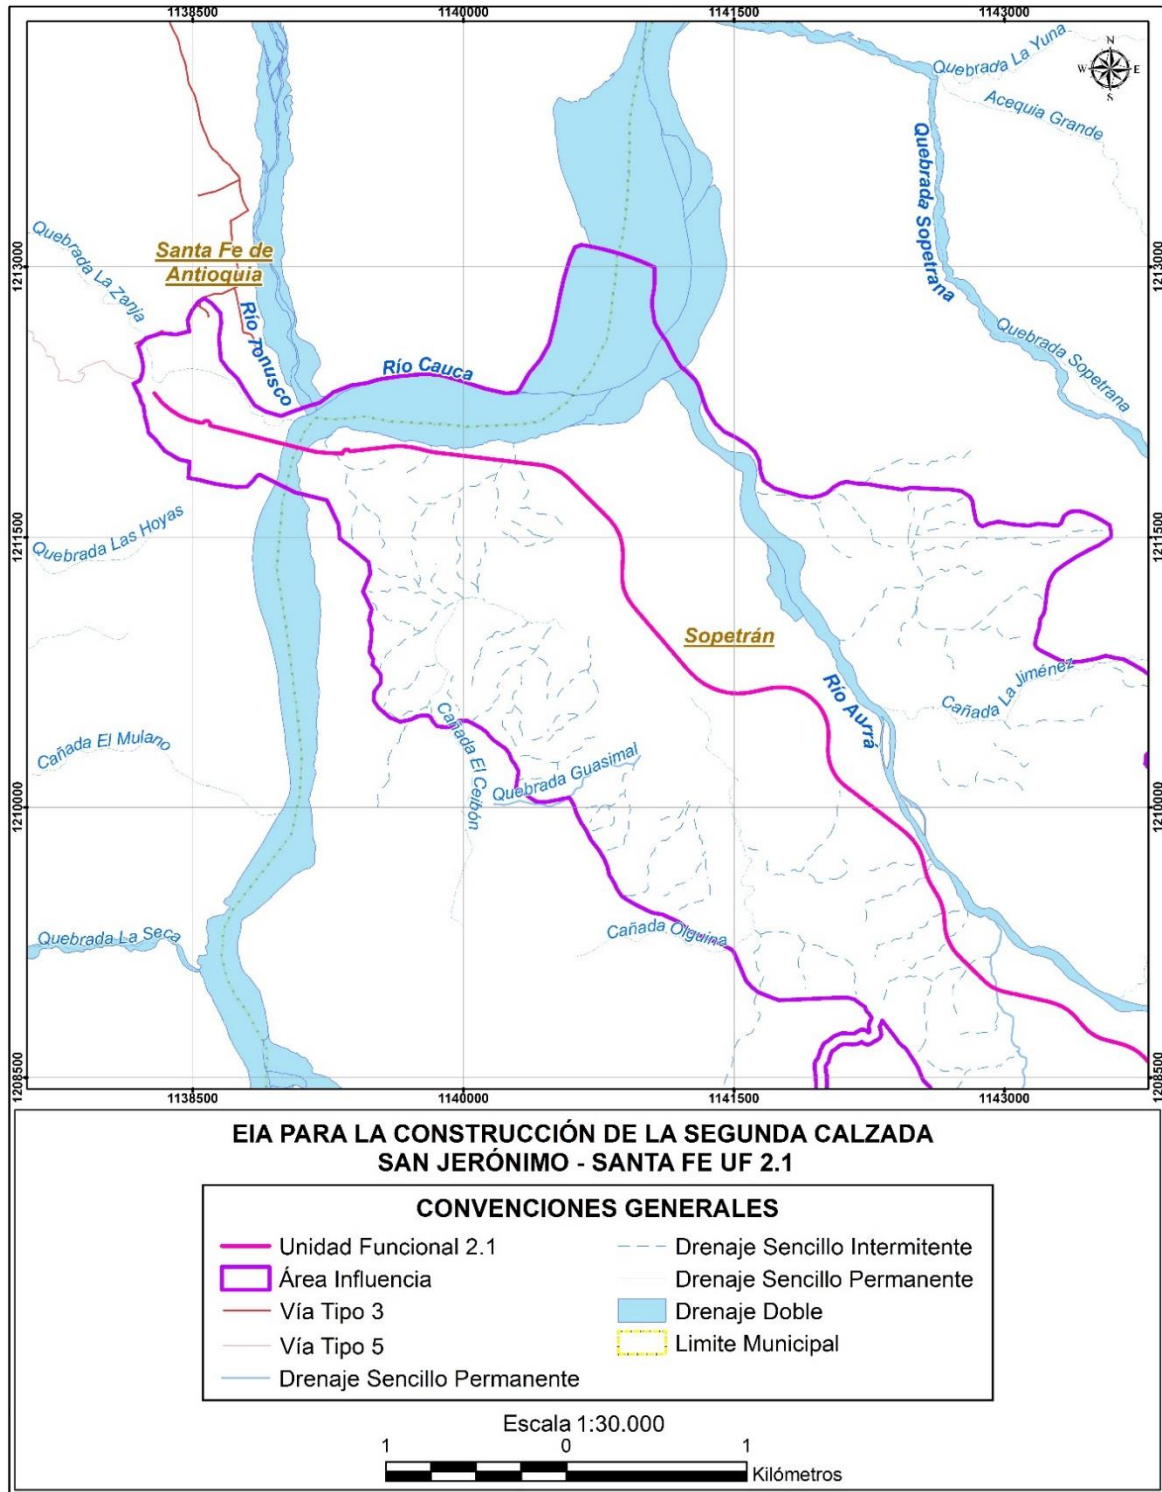 1138500
1140000
1141500
1143000
N
W
E
S
Quebrada La Yuna
Acequia Grande
Quebrada Sopetrana
Quebrada La Zanja
Santa Fe de
Antioquia
1213000
1213000
Río Tonusco
Río Cauca
Quebrada Sopetrana
Quebrada Las Hoyas
1211500
1211500
Sopetrán
Río Aurrá
Cañada La Jiménez
Cañada El Mulano
Cañada El Ceibón
Quebrada Guasimal
1210000
1210000
Quebrada La Seca
Cañada Olguina
1208500
1208500
1138500
1140000
1141500
1143000
EIA PARA LA CONSTRUCCIÓN DE LA SEGUNDA CALZADA
SAN JERÓNIMO - SANTA FE UF 2.1
CONVENCIONES GENERALES
Unidad Funcional 2.1
Área Influencia
Vía Tipo 3
Vía Tipo 5
Drenaje Sencillo Permanente
Drenaje Sencillo Intermitente
Drenaje Sencillo Permanente
Drenaje Doble
Limite Municipal
Escala 1:30.000
1
0
1
Kilómetros